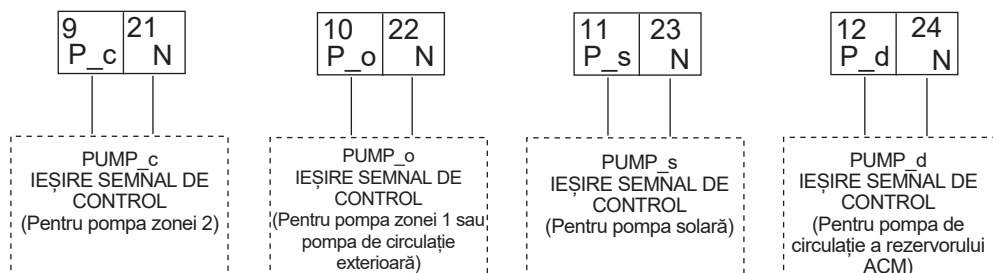 9 21
P_c N
10 22
P_o N
11 23
P_s N
12 24
P_d N
PUMP_c
IEȘIRE SEMNAL DE
CONTROL
(Pentru pompa zonei 2)
PUMP_o
IEȘIRE SEMNAL DE
CONTROL
(Pentru pompa zonei 1 sau
pompa de circulație
exterioară)
PUMP_s
IEȘIRE SEMNAL DE
CONTROL
(Pentru pompa solară)
PUMP_d
IEȘIRE SEMNAL DE
CONTROL
(Pentru pompa de
circulație a rezervorului
ACM)